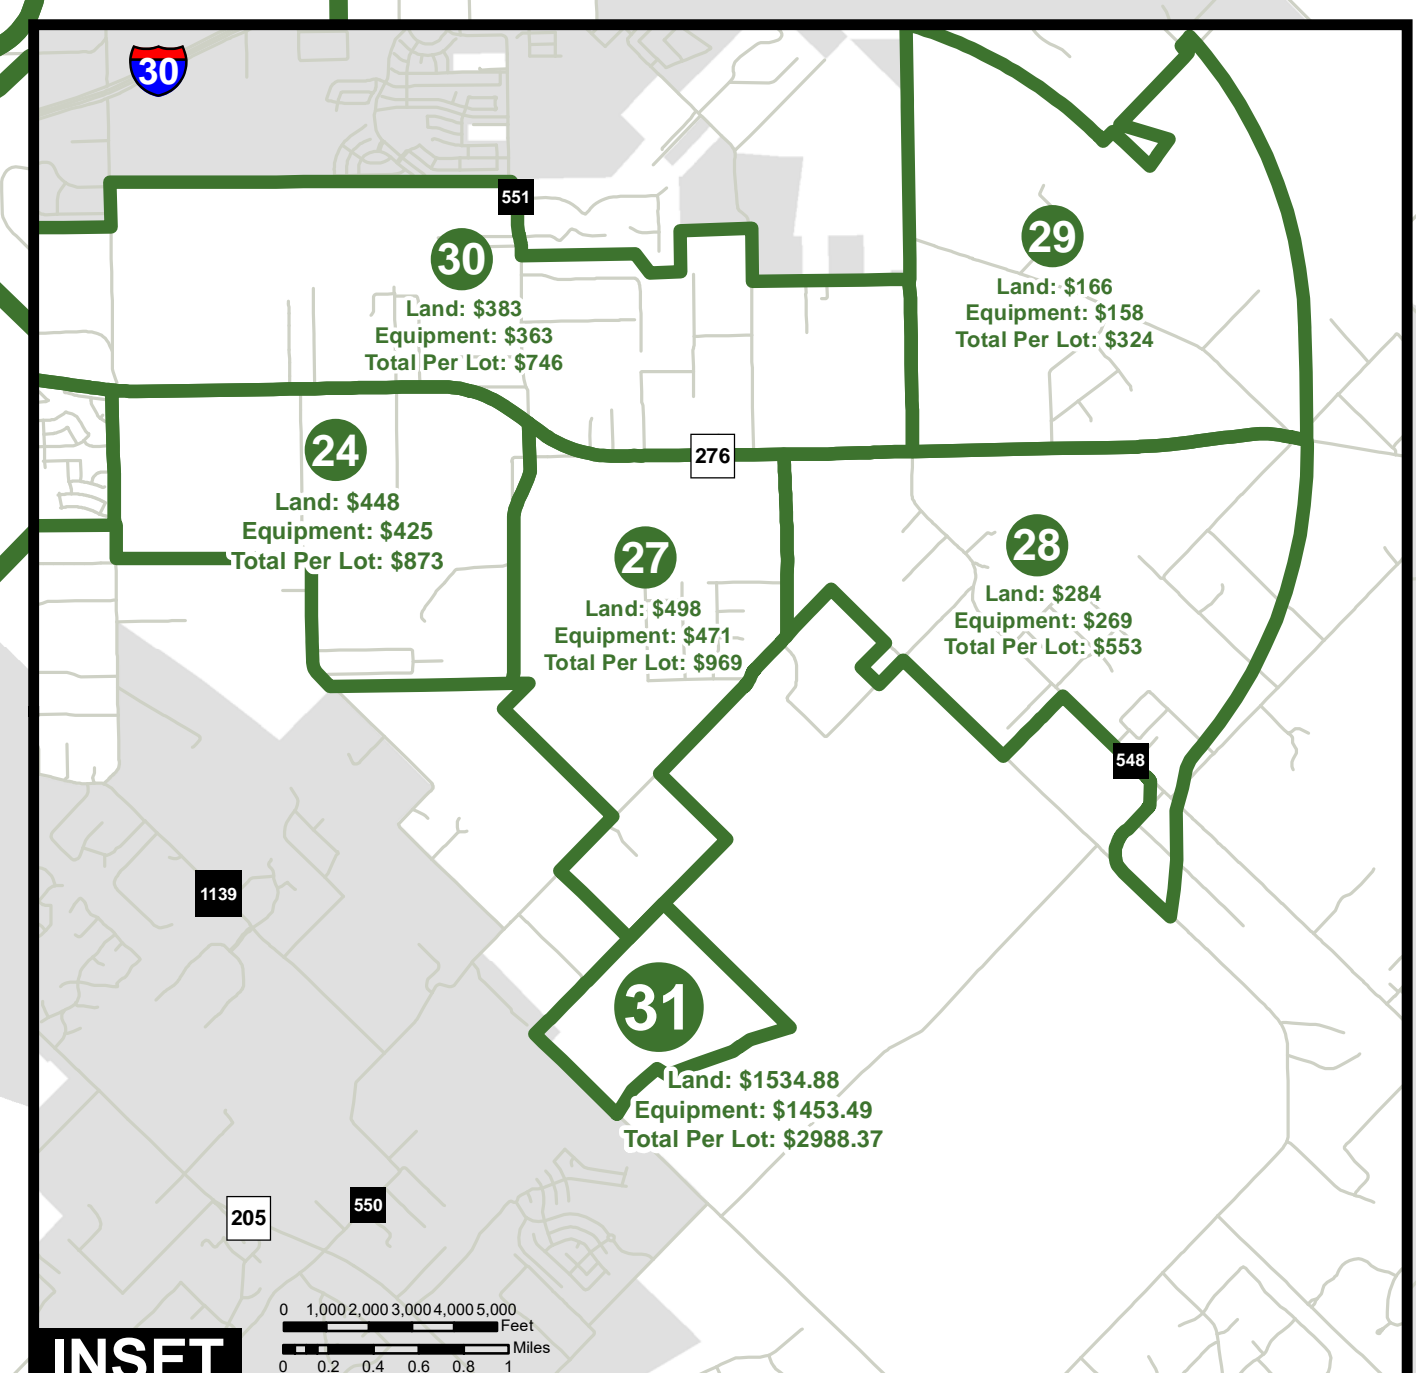 30
551
30
Land: $383
Equipment: $363
Total Per Lot: $746
29
Land: $166
Equipment: $158
Total Per Lot: $324
24
Land: $448
Equipment: $425
Total Per Lot: $873
276
27
Land: $498
Equipment: $471
Total Per Lot: $969
28
Land: $284
Equipment: $269
Total Per Lot: $553
548
1139
31
Land: $1534.88
Equipment: $1453.49
Total Per Lot: $2988.37
205
550
0 1,000 2,000 3,000 4,000 5,000
Feet
Miles
0 0.2 0.4 0.6 0.8 1
INSET